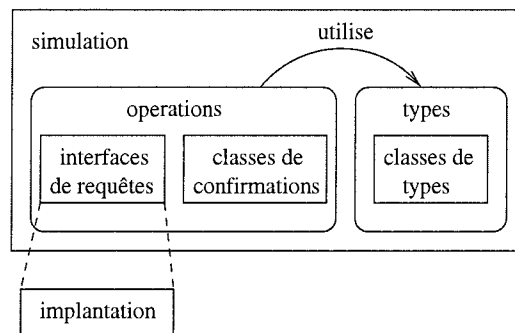 simulation
utilise
operations
types
interfaces
de requêtes
classes de
confirmations
classes de
types
implantation